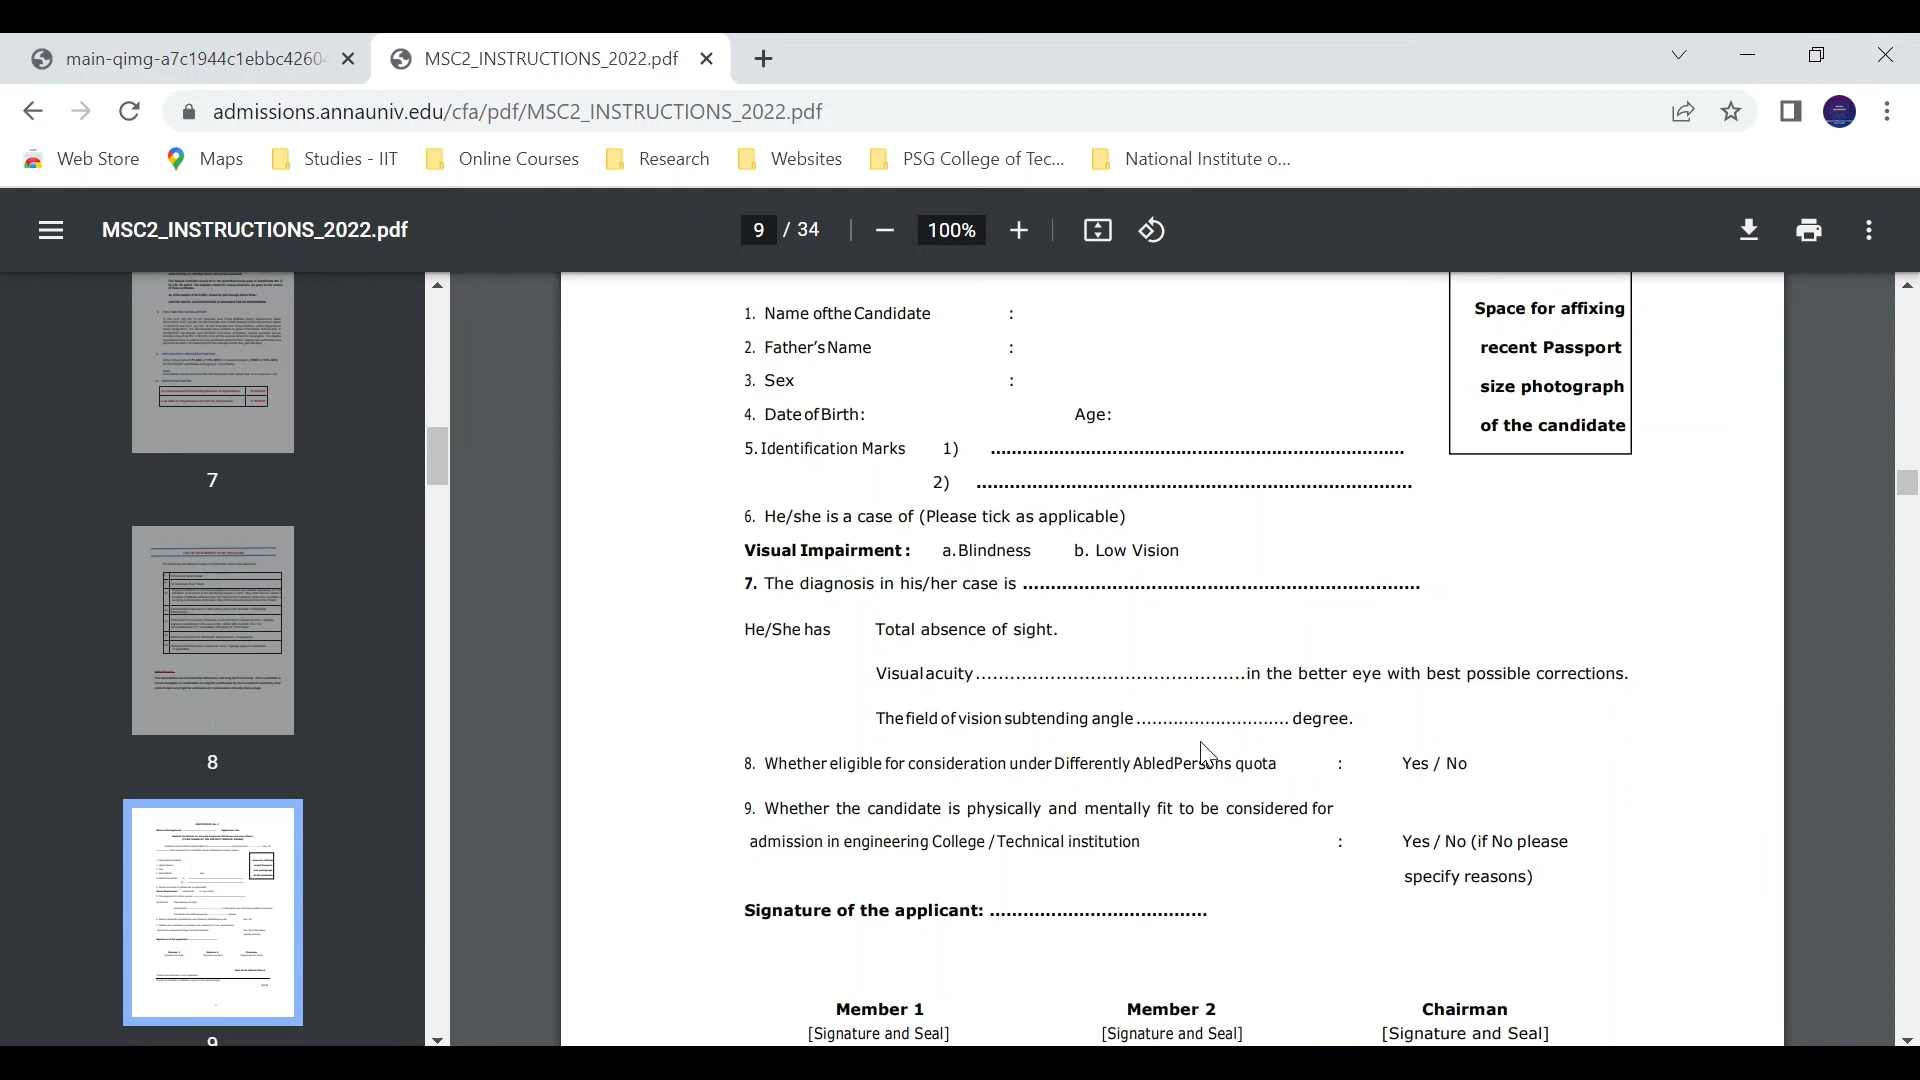 main-qimg-a7c1944c1ebbc4260
MSC2_INSTRUCTIONS_2022.pdf
admissions.annauniv.edu/cfa/pdf/MSC2_INSTRUCTIONS_2022.pdf
Web Store Maps Studies - IIT Online Courses Research Websites PSG College of Tec... National Institute o...
MSC2_INSTRUCTIONS_2022.pdf 9 / 34 100%
7
8
9
Space for affixing
recent Passport
size photograph
of the candidate
1. Name ofthe Candidate :
2. Father's Name :
3. Sex :
4. Date of Birth: Age:
5. Identification Marks 1) ...............................................................................
2) ...............................................................................
6. He/she is a case of (Please tick as applicable)
Visual Impairment : a. Blindness b. Low Vision
7. The diagnosis in his/her case is ...........................................................................
He/She has Total absence of sight.
Visual acuity...............................................in the better eye with best possible corrections.
The field of vision subtending angle ............................. degree.
8. Whether eligible for consideration under Differently AbledPersons quota : Yes / No
9. Whether the candidate is physically and mentally fit to be considered for
admission in engineering College / Technical institution : Yes / No (if No please
specify reasons)
Signature of the applicant: .......................................
Member 1 Member 2 Chairman
[Signature and Seal] [Signature and Seal] [Signature and Seal]